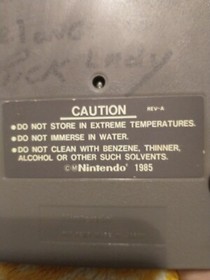 CAUTION
REV-A
•DO NOT STORE IN EXTREME TEMPERATURES.
•DO NOT IMMERSE IN WATER.
•DO NOT CLEAN WITH BENZENE, THINNER,
ALCOHOL OR OTHER SUCH SOLVENTS.
©Nintendo® 1985